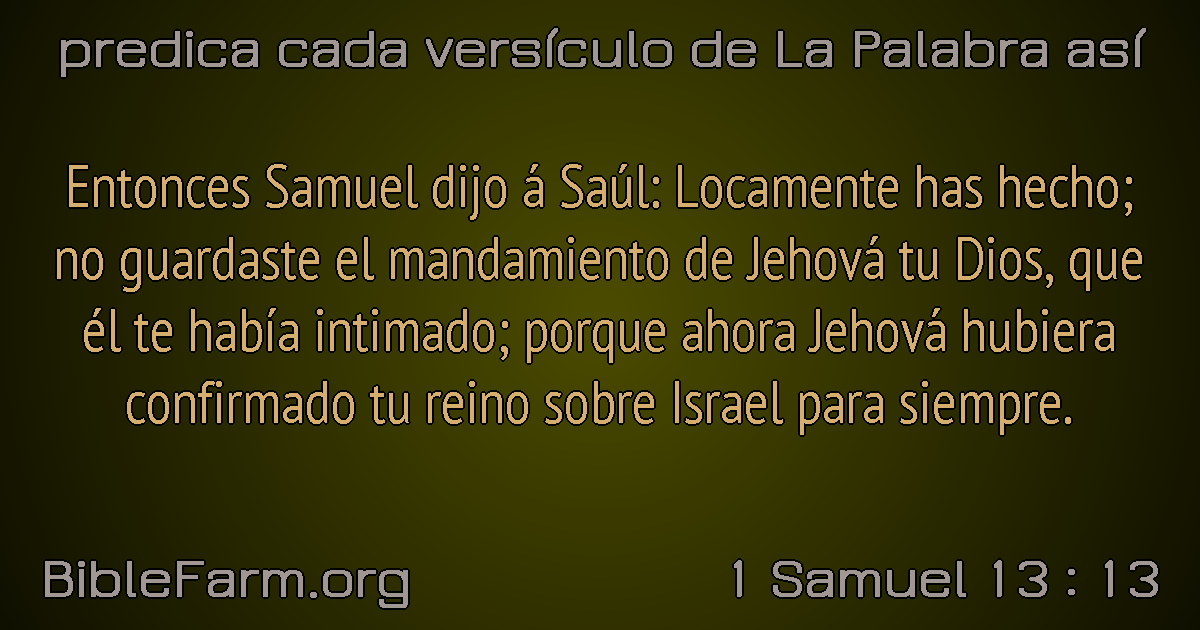 predica cada versículo de La Palabra así
Entonces Samuel dijo á Saúl: Locamente has hecho;
no guardaste el mandamiento de Jehová tu Dios, que
él te había intimado; porque ahora Jehová hubiera
confirmado tu reino sobre Israel para siempre.
BibleFarm.org
1 Samuel 13 : 13